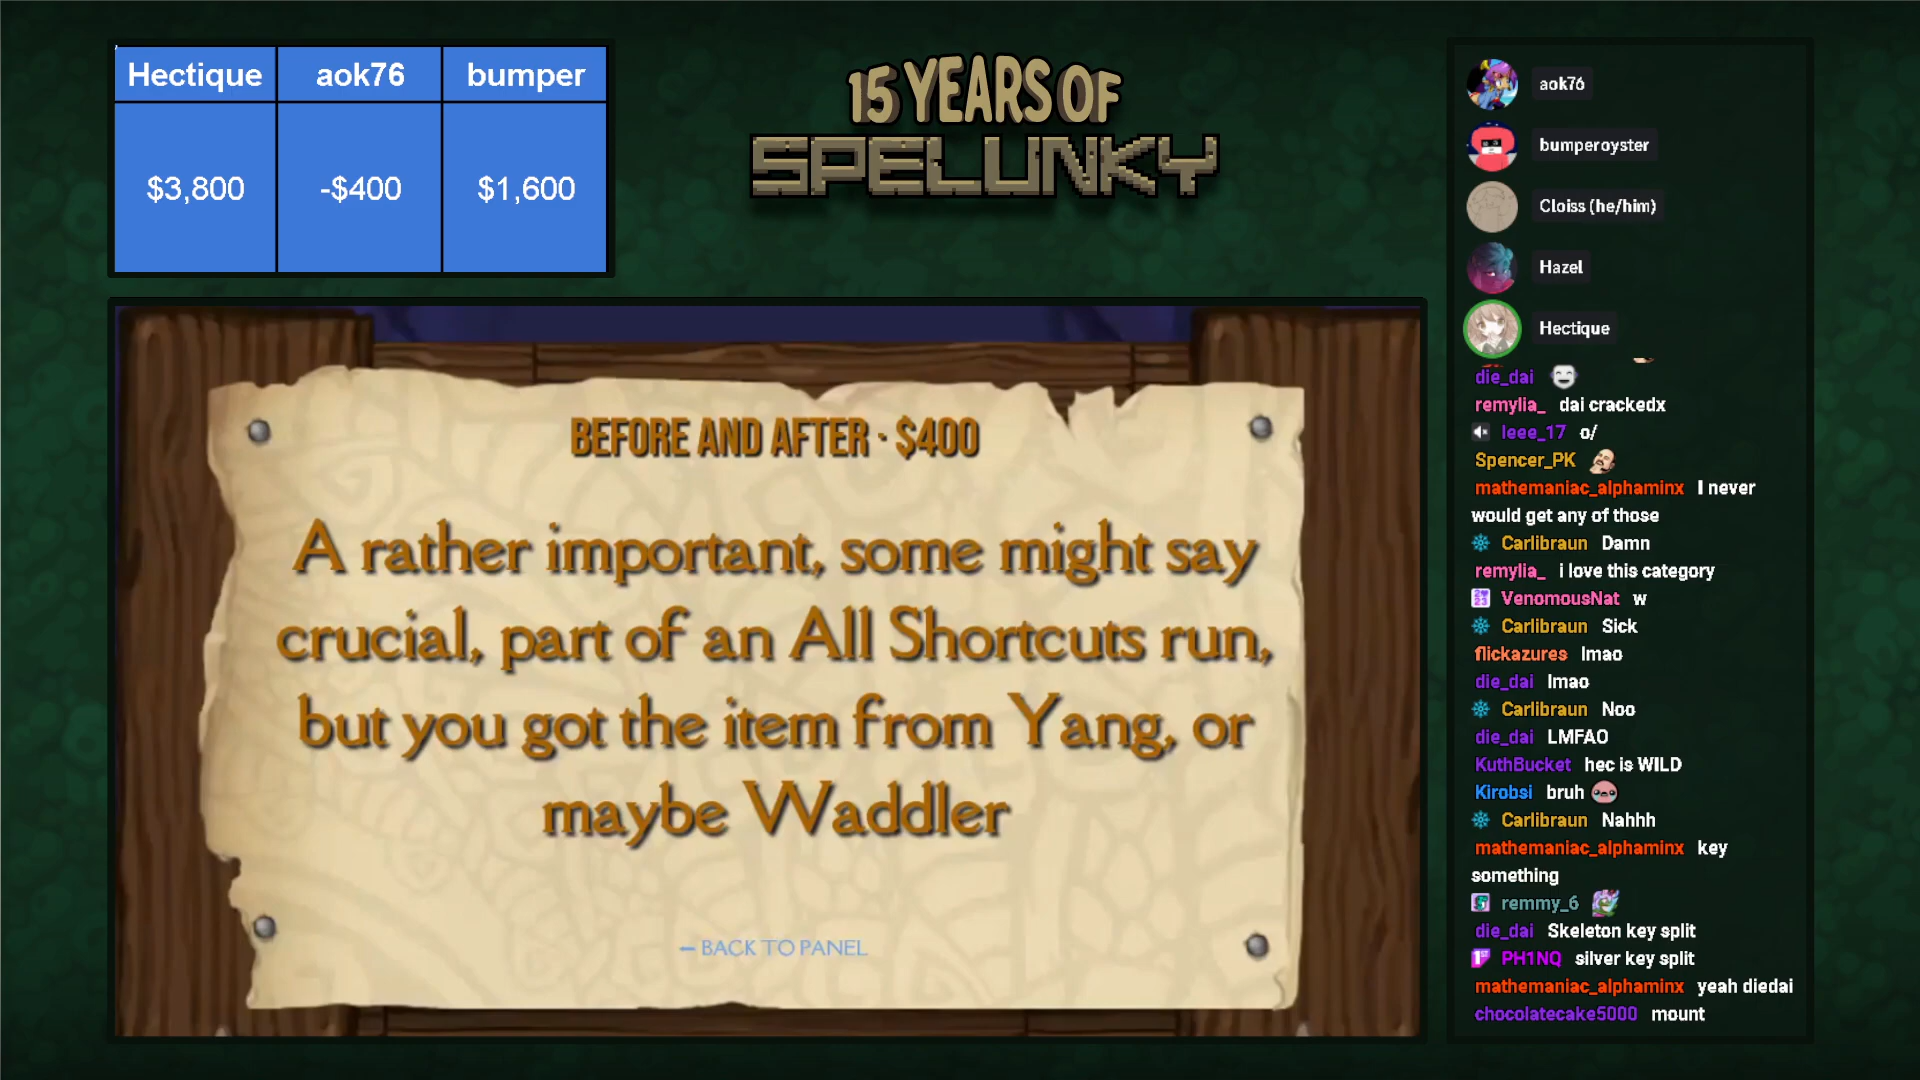 Hectique aok76 bumper
$3,800 -$400 $1,600
15 YEARS OF
SPELUNKY
BEFORE AND AFTER · $400
A rather important, some might say
crucial, part of an All Shortcuts run,
but you got the item from Yang, or
maybe Waddler
← BACK TO PANEL
aok76
bumperoyster
Cloiss (he/him)
Hazel
Hectique
die_dai
remylia_ dai crackedx
leee_17 o/
Spencer_PK
mathemaniac_alphaminx I never
would get any of those
Carlibraun Damn
remylia_ i love this category
VenomousNat w
Carlibraun Sick
flickazures lmao
die_dai lmao
Carlibraun Noo
die_dai LMFAO
KuthBucket hec is WILD
Kirobsi bruh
Carlibraun Nahhh
mathemaniac_alphaminx key
something
remmy_6
die_dai Skeleton key split
PH1NQ silver key split
mathemaniac_alphaminx yeah diedai
chocolatecake5000 mount